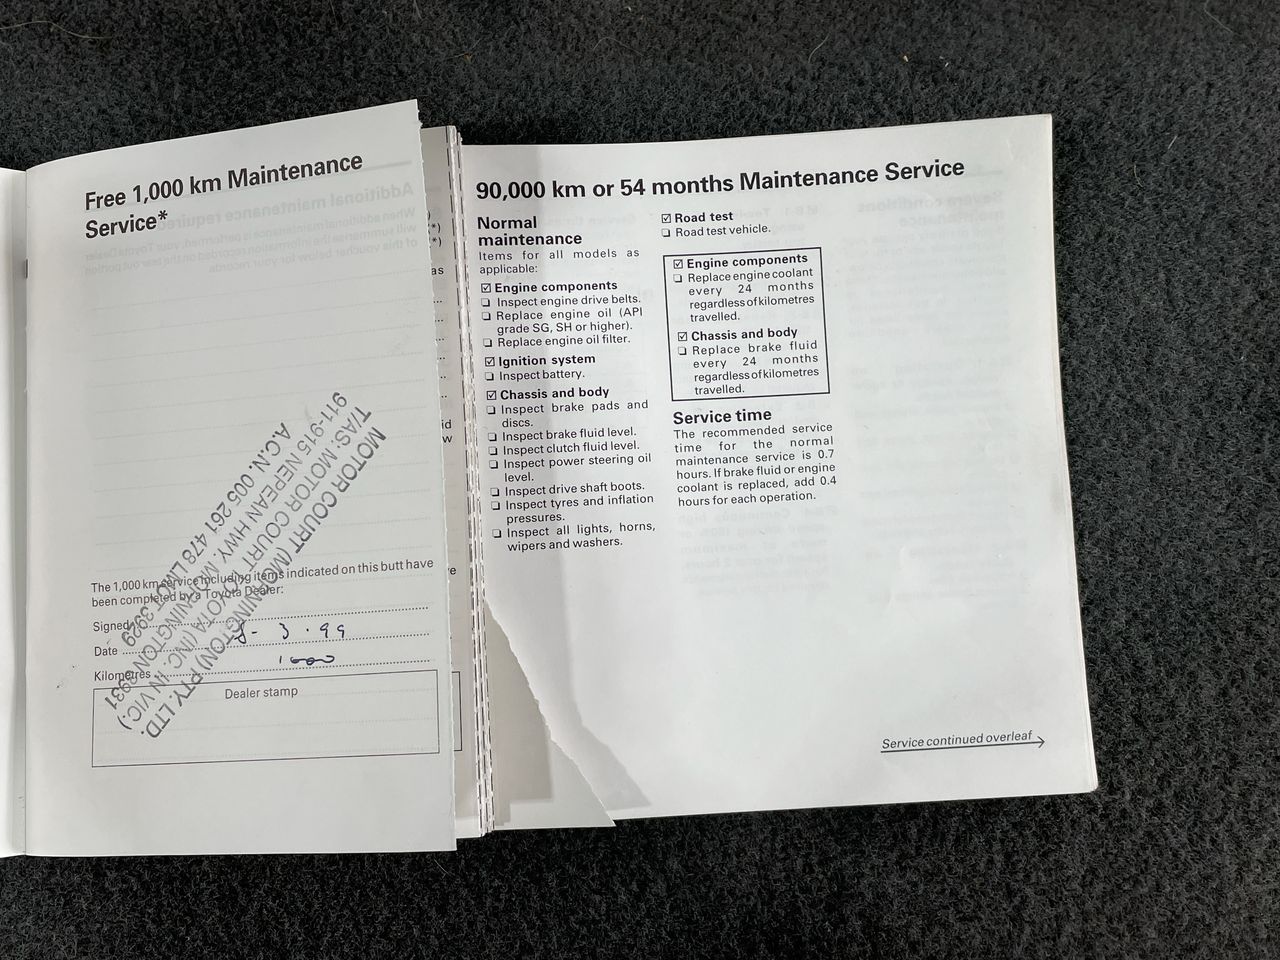 Free 1,000 km Maintenance
Service*
MOTOR COURT (MORNINGTON) PTY. LTD.
T/AS: MOTOR COURT TOYOTA (INC. IN VIC.)
911-915 NEPEAN HWY. MORNINGTON 3931
A.C.N. 005 261 478 LMCT 3929
The 1,000 km service including items indicated on this butt have
been completed by a Toyota Dealer:
Signed
Date 8- 3 . 99
Kilometres 1000
Dealer stamp
90,000 km or 54 months Maintenance Service
Normal
maintenance
Items for all models as
applicable:
☑ Engine components
❏ Inspect engine drive belts.
❏ Replace engine oil (API
grade SG, SH or higher).
❏ Replace engine oil filter.
☑ Ignition system
❏ Inspect battery.
☑ Chassis and body
❏ Inspect brake pads and
discs.
❏ Inspect brake fluid level.
❏ Inspect clutch fluid level.
❏ Inspect power steering oil
level.
❏ Inspect drive shaft boots.
❏ Inspect tyres and inflation
pressures.
❏ Inspect all lights, horns,
wipers and washers.
☑ Road test
❏ Road test vehicle.
☑ Engine components
❏ Replace engine coolant
every 24 months
regardless of kilometres
travelled.
☑ Chassis and body
❏ Replace brake fluid
every 24 months
regardless of kilometres
travelled.
Service time
The recommended service
time for the normal
maintenance service is 0.7
hours. If brake fluid or engine
coolant is replaced, add 0.4
hours for each operation.
Service continued overleaf